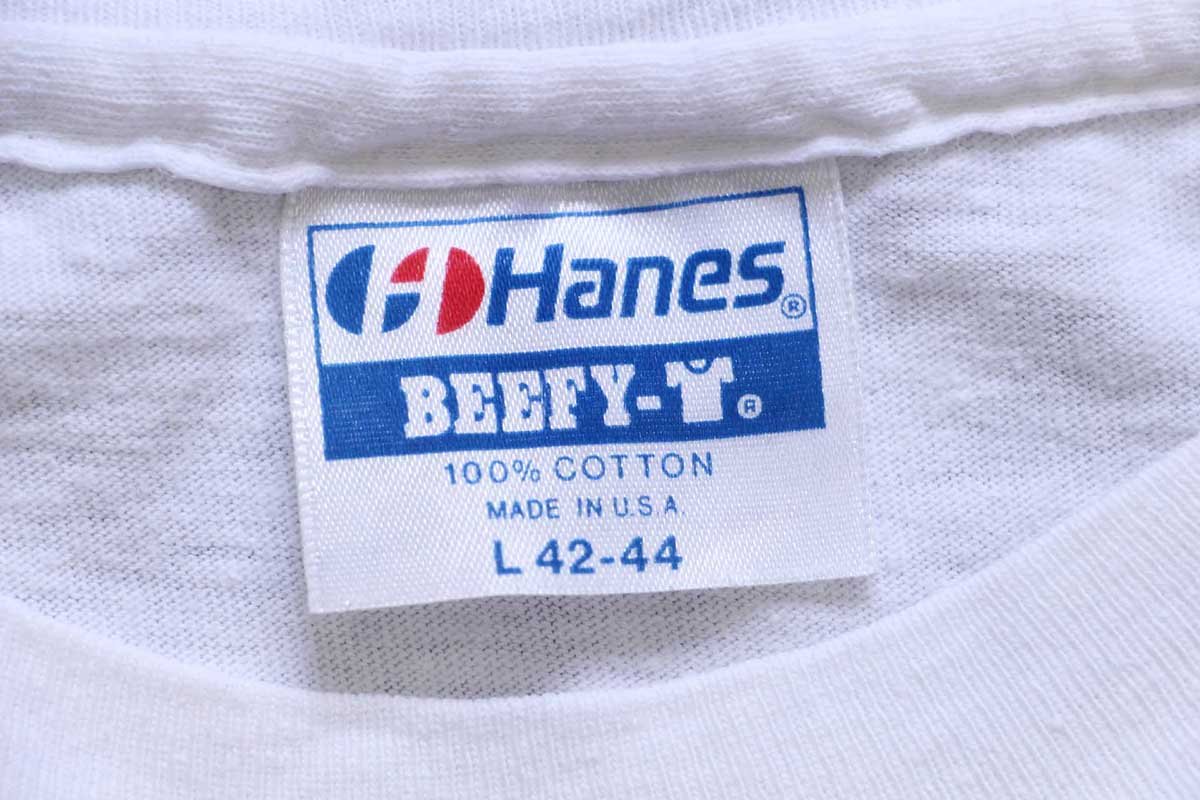 Hanes®
BEEFY-T®
100% COTTON
MADE IN U.S.A.
L 42-44